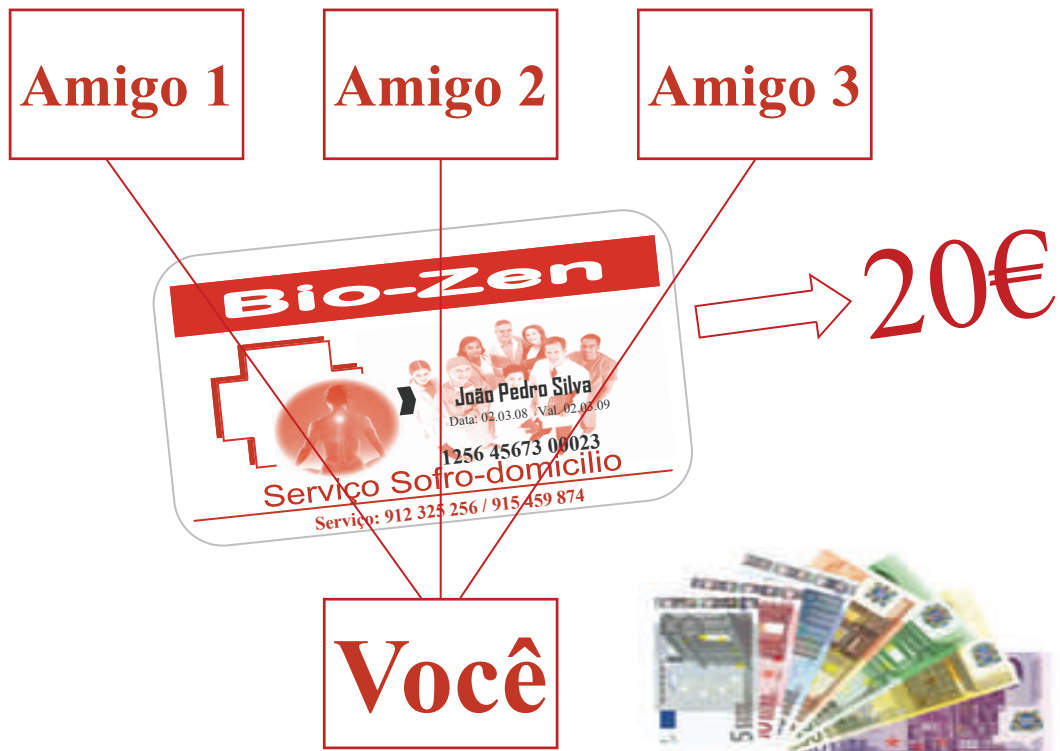 Amigo 1 Amigo 2 Amigo 3
Bio-Zen
20€
João Pedro Silva
Data: 02.03.08 Val. 02.03.09
1256 45673 00023
Serviço Sofro-domicilio
Serviço: 912 325 256 / 915 459 874
Você
5